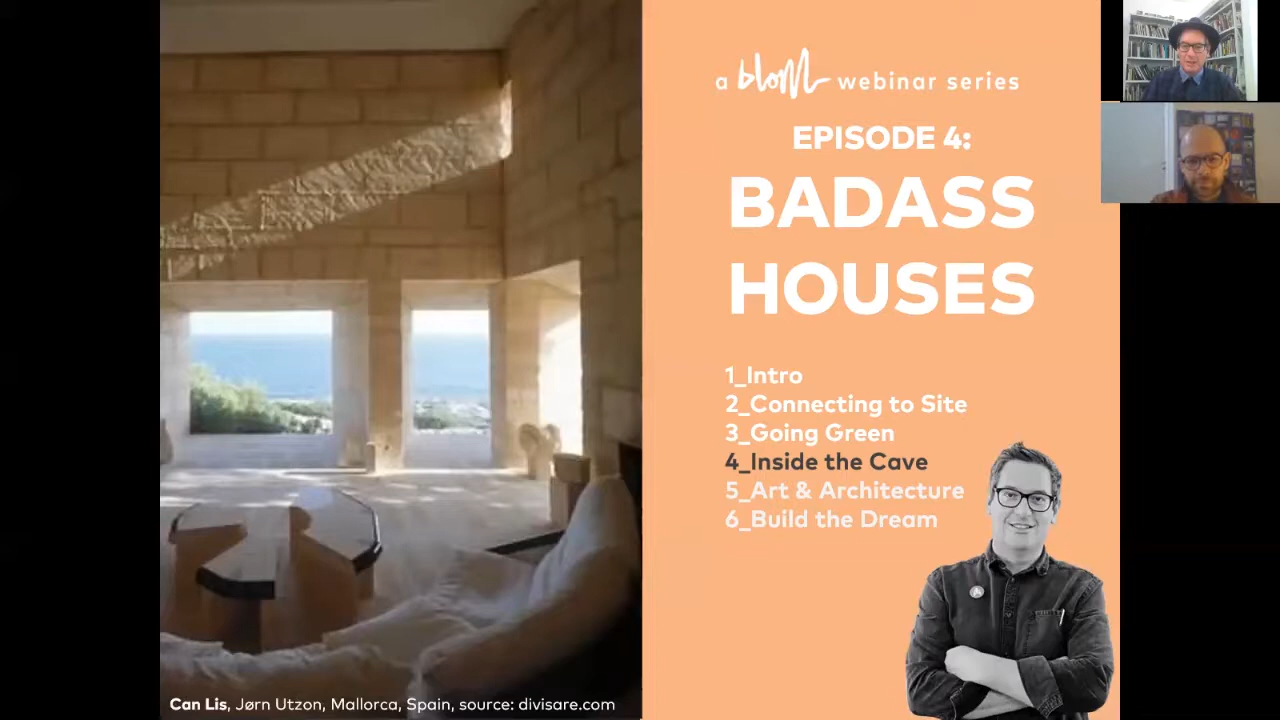 a blom webinar series
EPISODE 4:
BADASS
HOUSES
1_Intro
2_Connecting to Site
3_Going Green
4_Inside the Cave
5_Art & Architecture
6_Build the Dream
Can Lis, Jørn Utzon, Mallorca, Spain, source: divisare.com